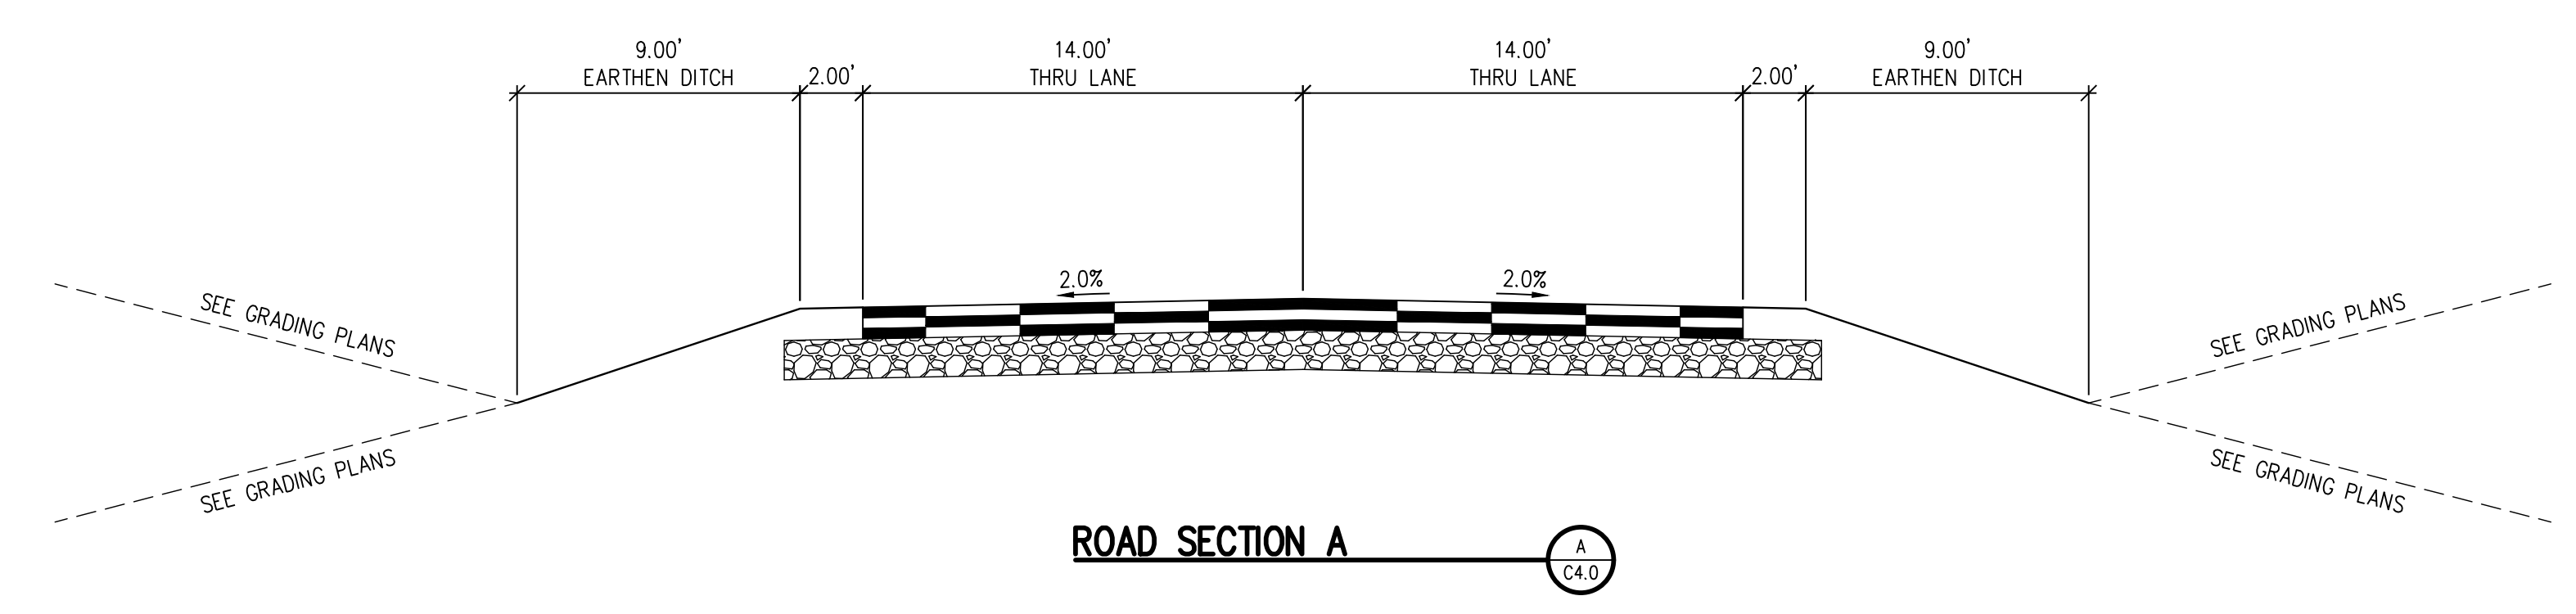 9.00'
EARTHEN DITCH
2.00'
14.00'
THRU LANE
14.00'
THRU LANE
2.00'
9.00'
EARTHEN DITCH
2.0%
2.0%
SEE GRADING PLANS
SEE GRADING PLANS
SEE GRADING PLANS
SEE GRADING PLANS
ROAD SECTION A
A
C4.0